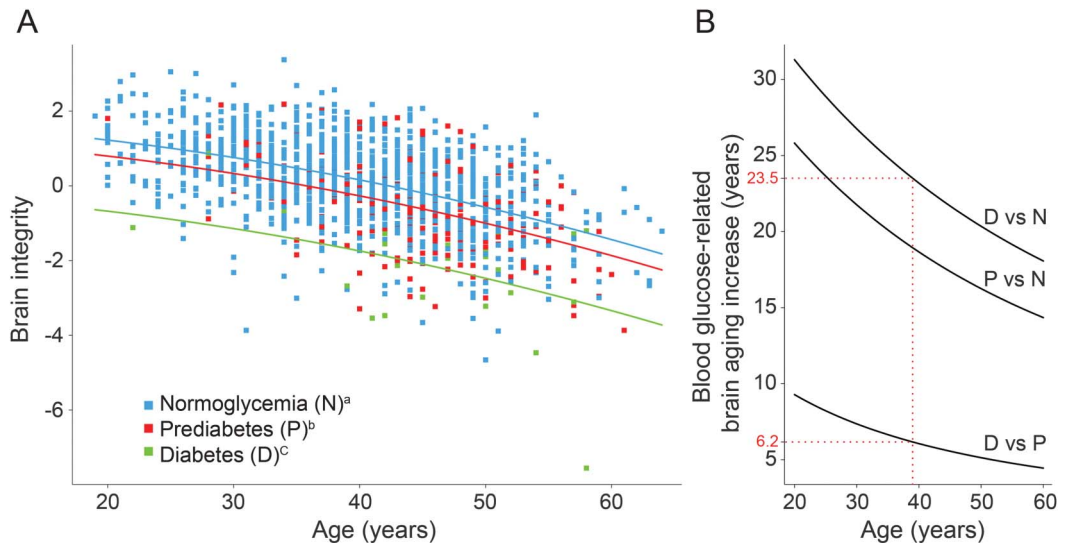 A
Brain integrity
2
0
-2
-4
-6
Normoglycemia (N)ᵃ
Prediabetes (P)ᵇ
Diabetes (D)ᶜ
20
30
40
50
60
Age (years)
B
Blood glucose-related
brain aging increase (years)
30
25
23.5
20
15
10
6.2
5
D vs N
P vs N
D vs P
20
30
40
50
60
Age (years)